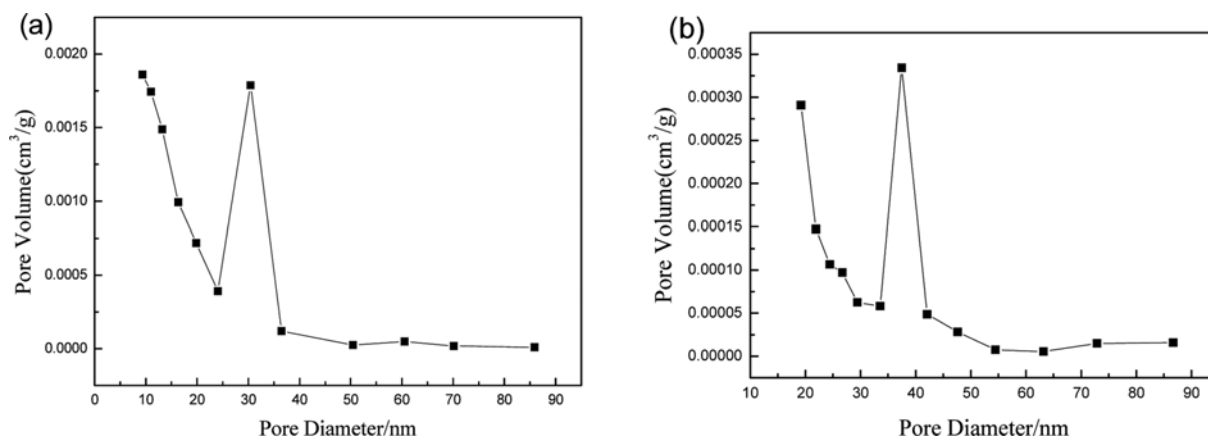 (a)
0.0020
0.0015
0.0010
0.0005
0.0000
Pore Volume(cm³/g)
0 10 20 30 40 50 60 70 80 90
Pore Diameter/nm
(b)
0.00035
0.00030
0.00025
0.00020
0.00015
0.00010
0.00005
0.00000
Pore Volume(cm³/g)
10 20 30 40 50 60 70 80 90
Pore Diameter/nm